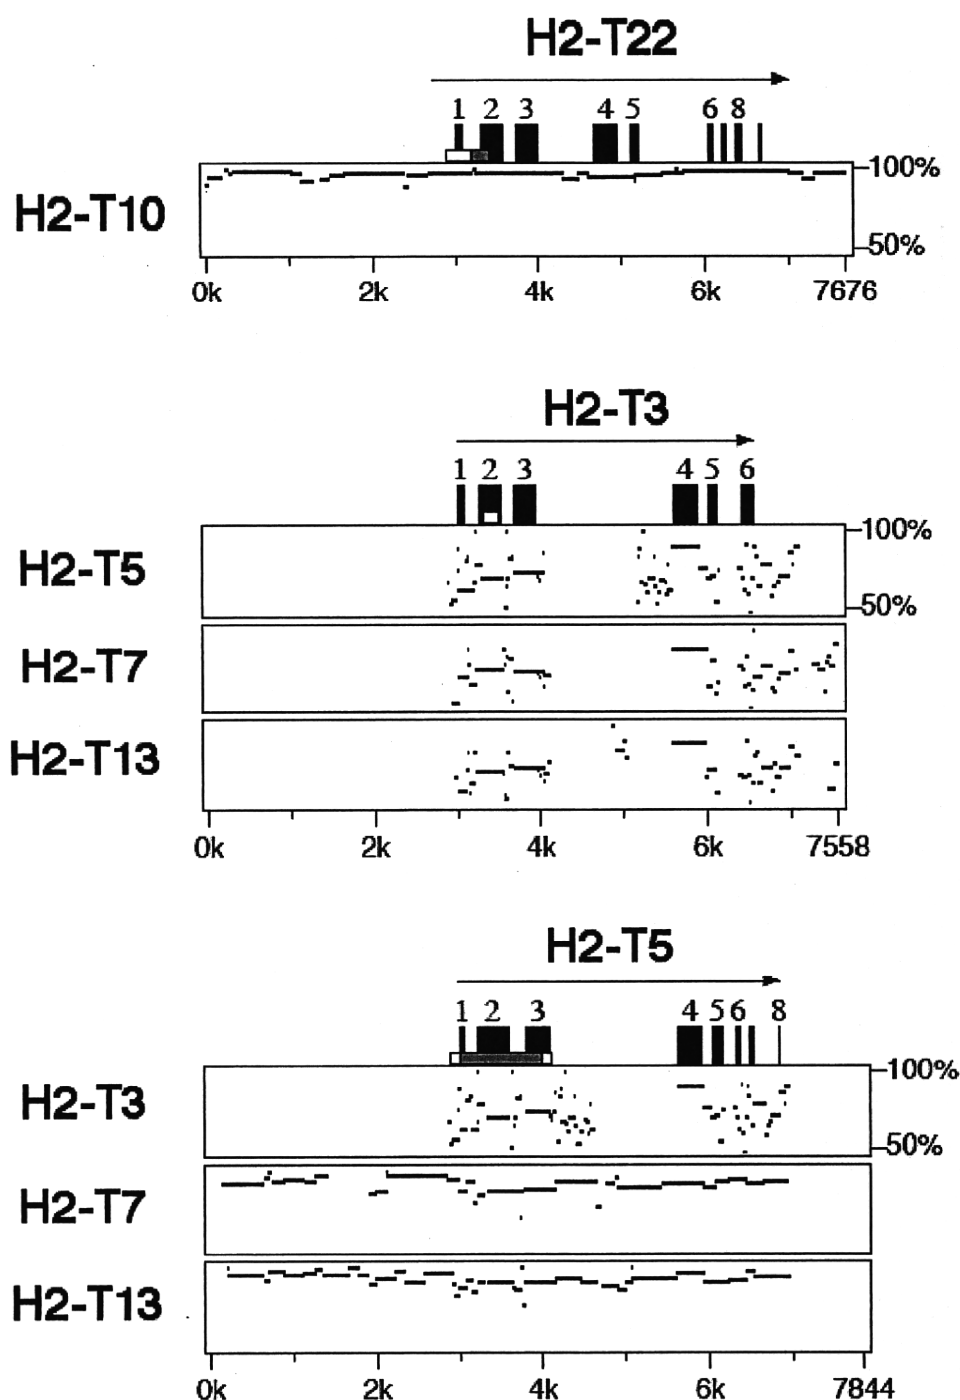 H2-T22
1 2 3 4 5 6 8
100%
H2-T10
50%
0k 2k 4k 6k 7676
H2-T3
1 2 3 4 5 6
100%
H2-T5
50%
H2-T7
H2-T13
0k 2k 4k 6k 7558
H2-T5
1 2 3 4 5 6 8
100%
H2-T3
50%
H2-T7
H2-T13
0k 2k 4k 6k 7844